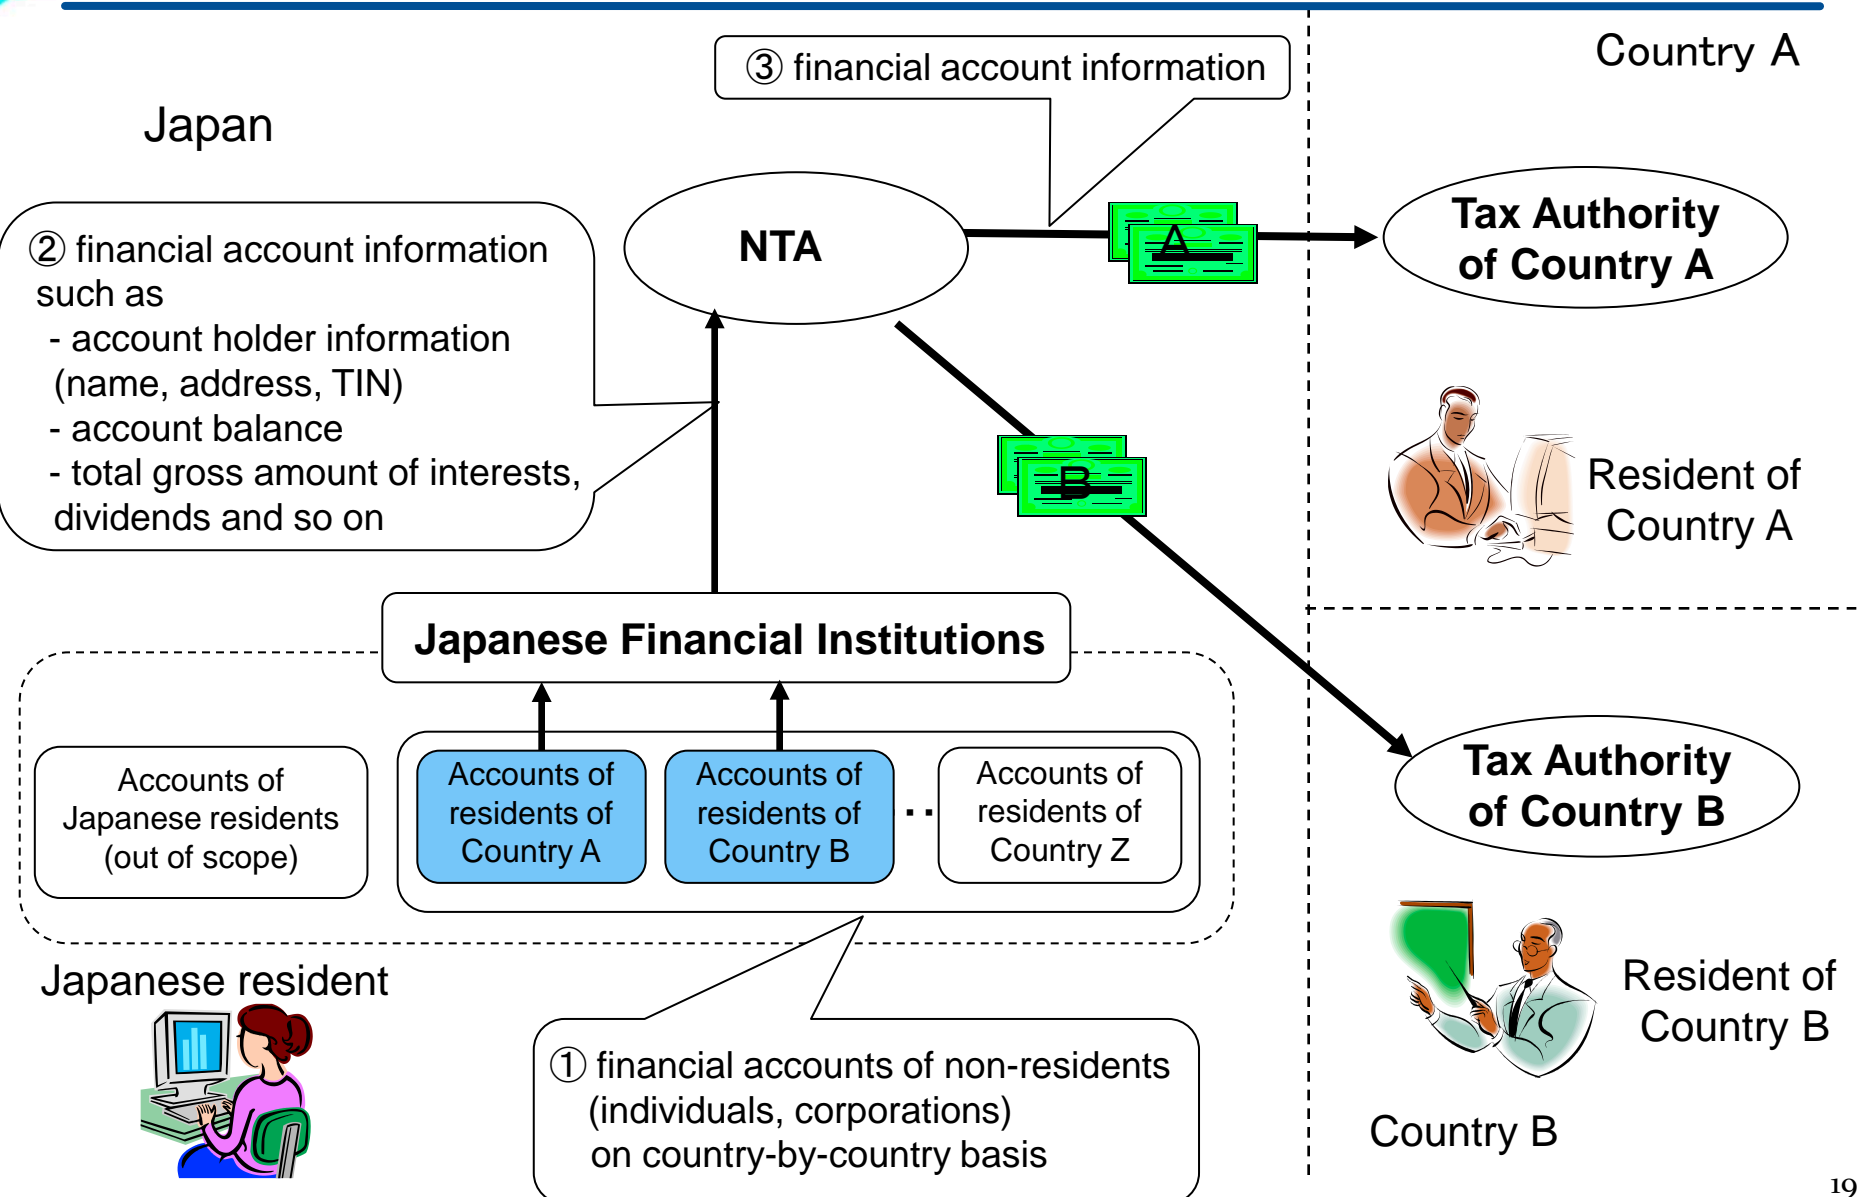 ③ financial account information
Country A
Japan
② financial account information
such as
- account holder information
(name, address, TIN)
- account balance
- total gross amount of interests,
dividends and so on
NTA
A
Tax Authority
of Country A
B
Resident of
Country A
Japanese Financial Institutions
Accounts of
Japanese residents
(out of scope)
Accounts of
residents of
Country A
Accounts of
residents of
Country B
· ·
Accounts of
residents of
Country Z
Tax Authority
of Country B
Japanese resident
① financial accounts of non-residents
(individuals, corporations)
on country-by-country basis
Resident of
Country B
Country B
19